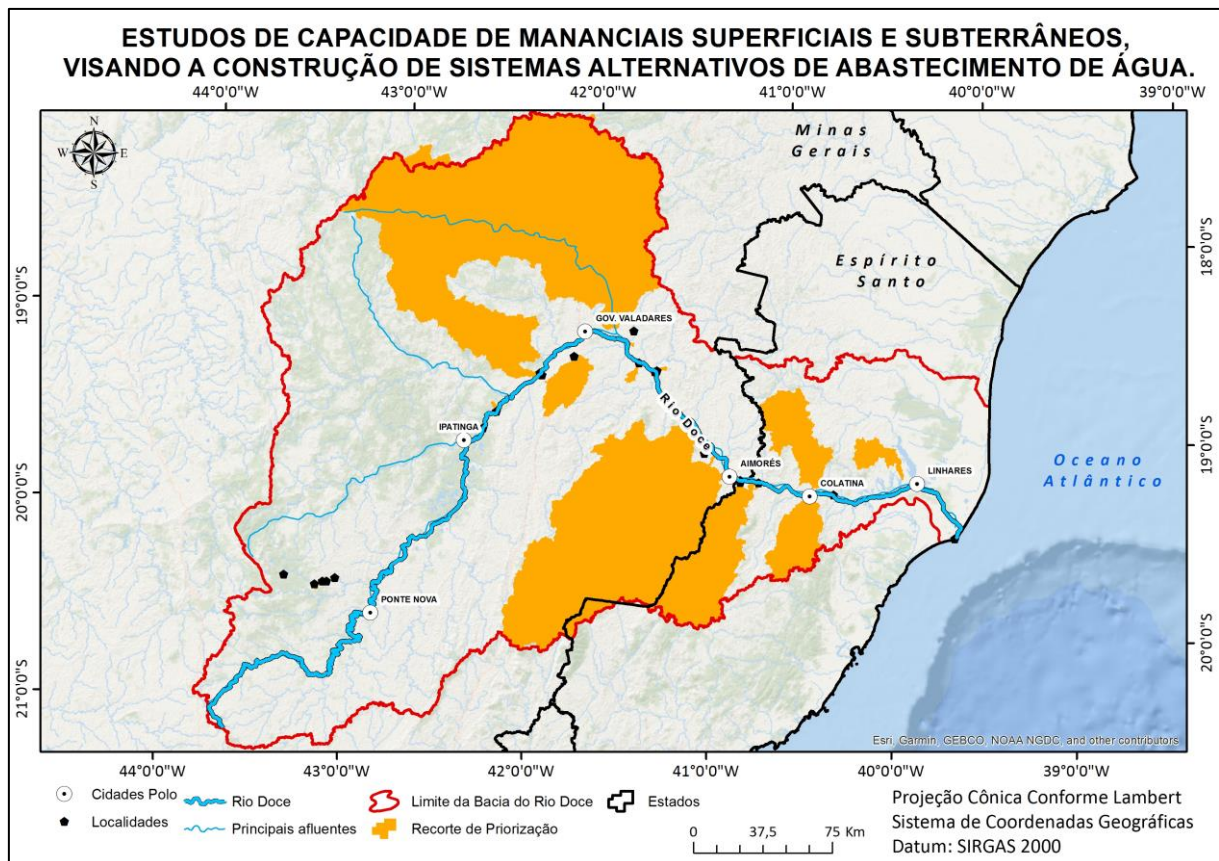 ESTUDOS DE CAPACIDADE DE MANANCIAIS SUPERFICIAIS E SUBTERRÂNEOS,
VISANDO A CONSTRUÇÃO DE SISTEMAS ALTERNATIVOS DE ABASTECIMENTO DE ÁGUA.
44°0'0"W 43°0'0"W 42°0'0"W 41°0'0"W 40°0'0"W 39°0'0"W
N
W E
S
Minas
Gerais
Espírito
Santo
18°0'0"S
19°0'0"S
GOV. VALADARES
Rio Doce
IPATINGA
19°0'0"S
AIMORÉS
COLATINA
LINHARES
Oceano
Atlântico
20°0'0"S
PONTE NOVA
20°0'0"S
21°0'0"S
Esri, Garmin, GEBCO, NOAA NGDC, and other contributors
44°0'0"W 43°0'0"W 42°0'0"W 41°0'0"W 40°0'0"W 39°0'0"W
Cidades Polo Rio Doce Limite da Bacia do Rio Doce Estados
Localidades Principais afluentes Recorte de Priorização
0 37,5 75 Km
Projeção Cônica Conforme Lambert
Sistema de Coordenadas Geográficas
Datum: SIRGAS 2000